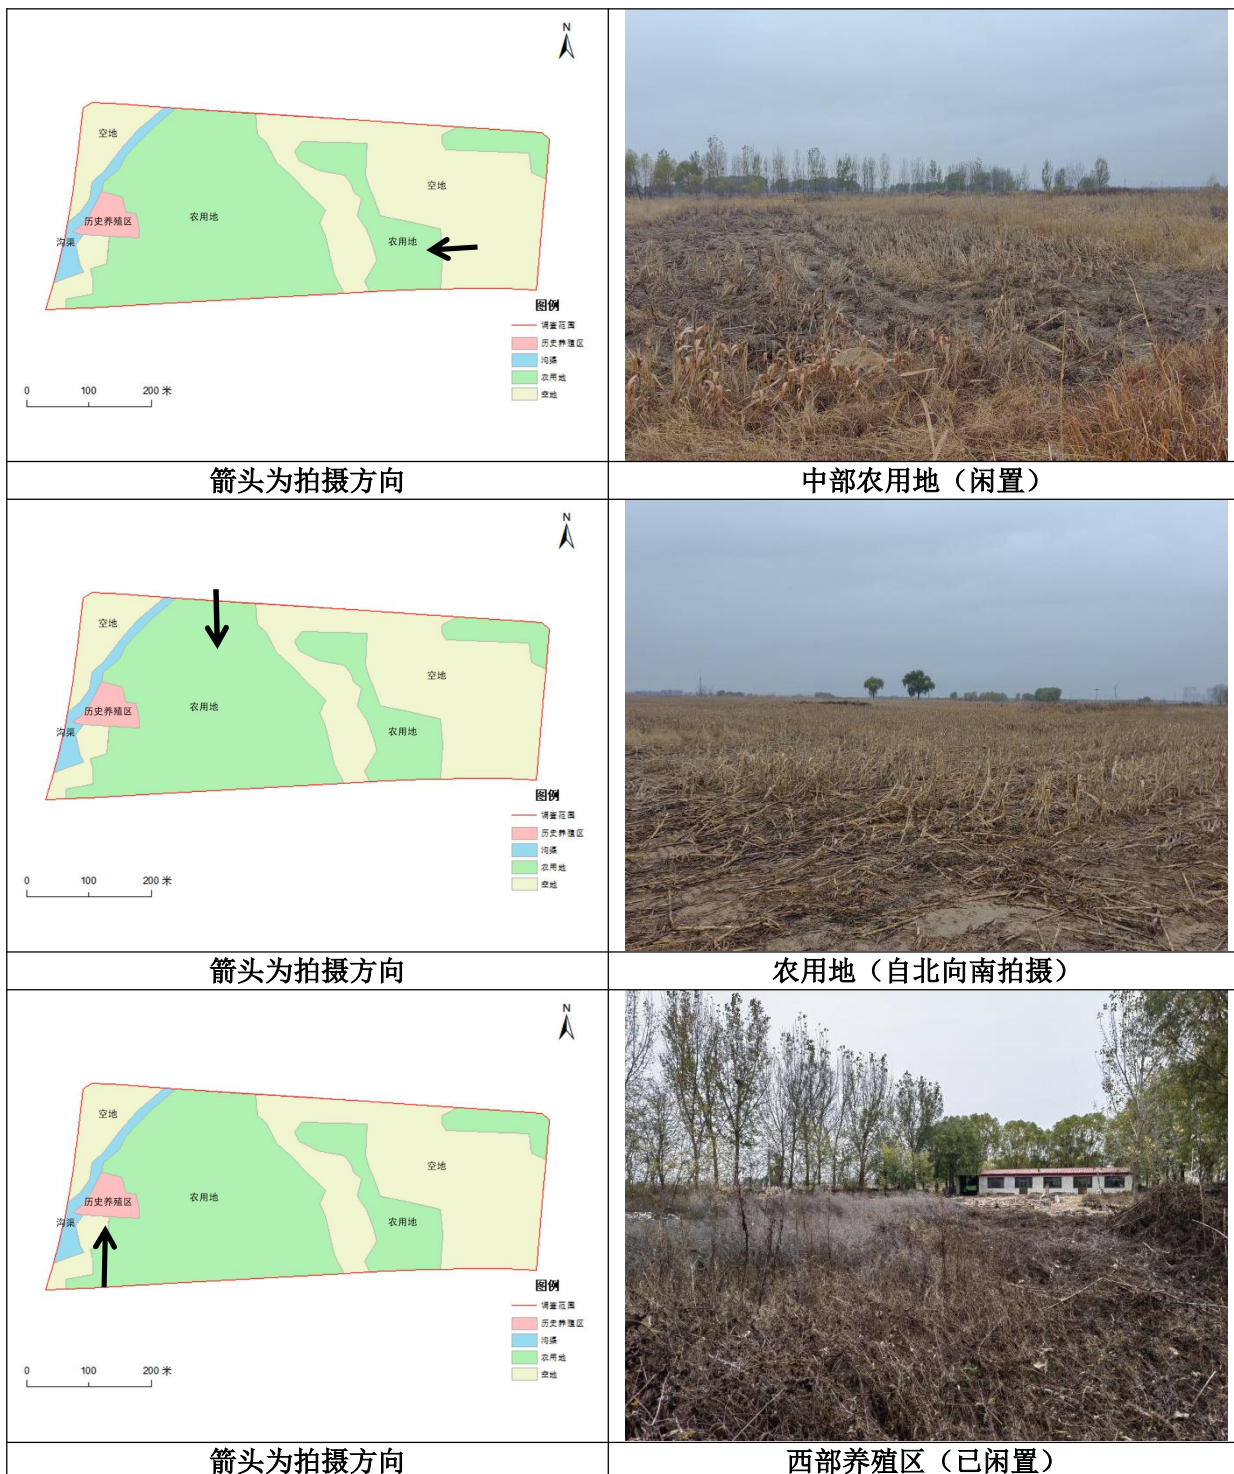 N
空地
历史养殖区
沟渠
农用地
空地
农用地
图例
调查范围
历史养殖区
沟渠
农用地
空地
0 100 200 米
箭头为拍摄方向
中部农用地（闲置）
N
空地
历史养殖区
沟渠
农用地
空地
农用地
图例
调查范围
历史养殖区
沟渠
农用地
空地
0 100 200 米
箭头为拍摄方向
农用地（自北向南拍摄）
N
空地
历史养殖区
沟渠
农用地
空地
农用地
图例
调查范围
历史养殖区
沟渠
农用地
空地
0 100 200 米
箭头为拍摄方向
西部养殖区（已闲置）